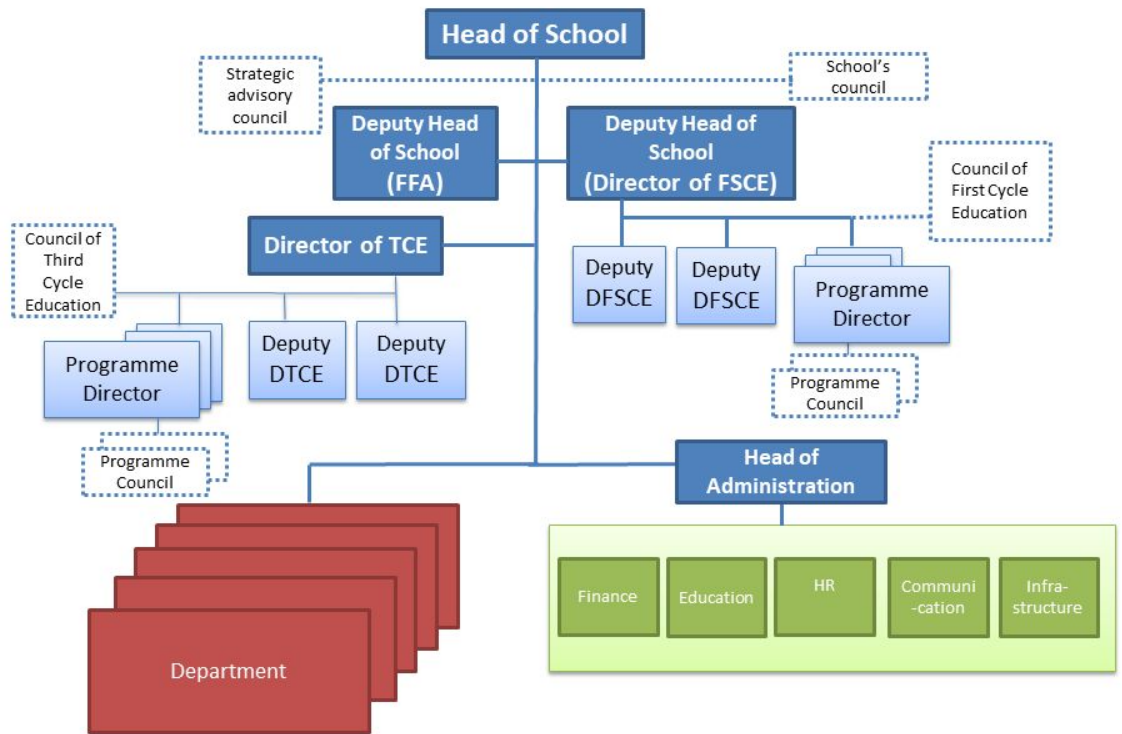 Head of School
Strategic
advisory
council
School's
council
Deputy Head
of School
(FFA)
Deputy Head of
School
(Director of FSCE)
Council of
First Cycle
Education
Director of TCE
Council of
Third
Cycle
Education
Deputy
DFSCE
Deputy
DFSCE
Programme
Director
Programme
Council
Programme
Director
Deputy
DTCE
Deputy
DTCE
Programme
Council
Head of
Administration
Finance
Education
HR
Communi
-cation
Infra-
structure
Department